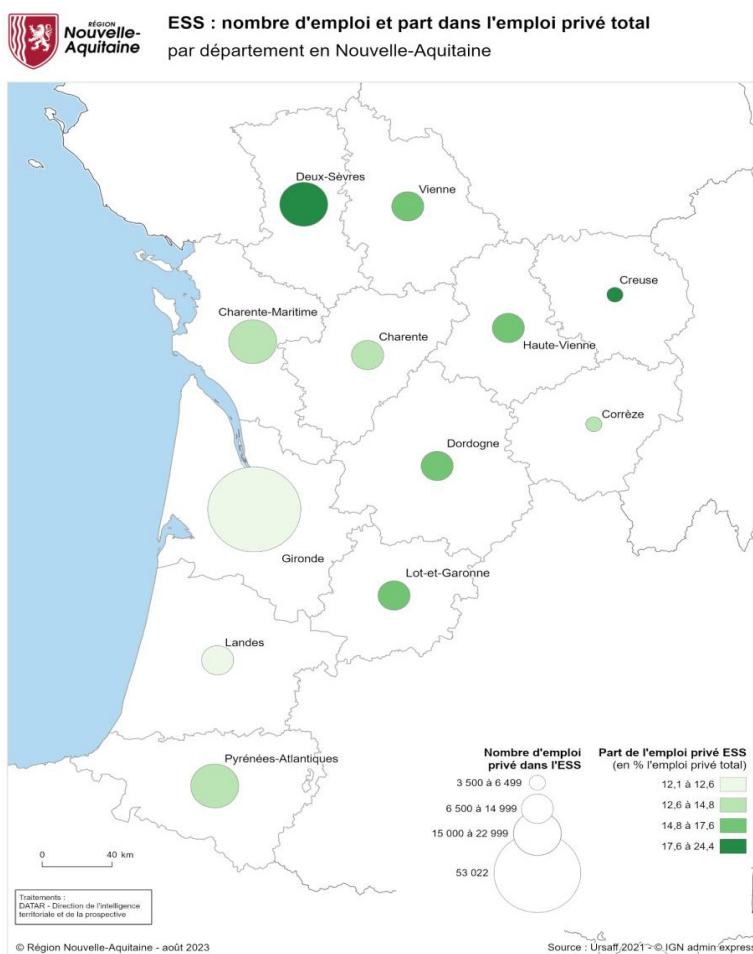 RÉGION
Nouvelle-
Aquitaine
ESS : nombre d'emploi et part dans l'emploi privé total
par département en Nouvelle-Aquitaine
Deux-Sèvres
Vienne
Creuse
Charente-Maritime
Charente
Haute-Vienne
Corrèze
Dordogne
Gironde
Lot-et-Garonne
Landes
Pyrénées-Atlantiques
Nombre d'emploi
privé dans l'ESS
3 500 à 6 499
6 500 à 14 999
15 000 à 22 999
53 022
Part de l'emploi privé ESS
(en % l'emploi privé total)
12,1 à 12,6
12,6 à 14,8
14,8 à 17,6
17,6 à 24,4
0 40 km
Traitements :
DATAR - Direction de l'intelligence
territoriale et de la prospective
© Région Nouvelle-Aquitaine - août 2023
Source : Ursaff 2021 - © IGN admin express